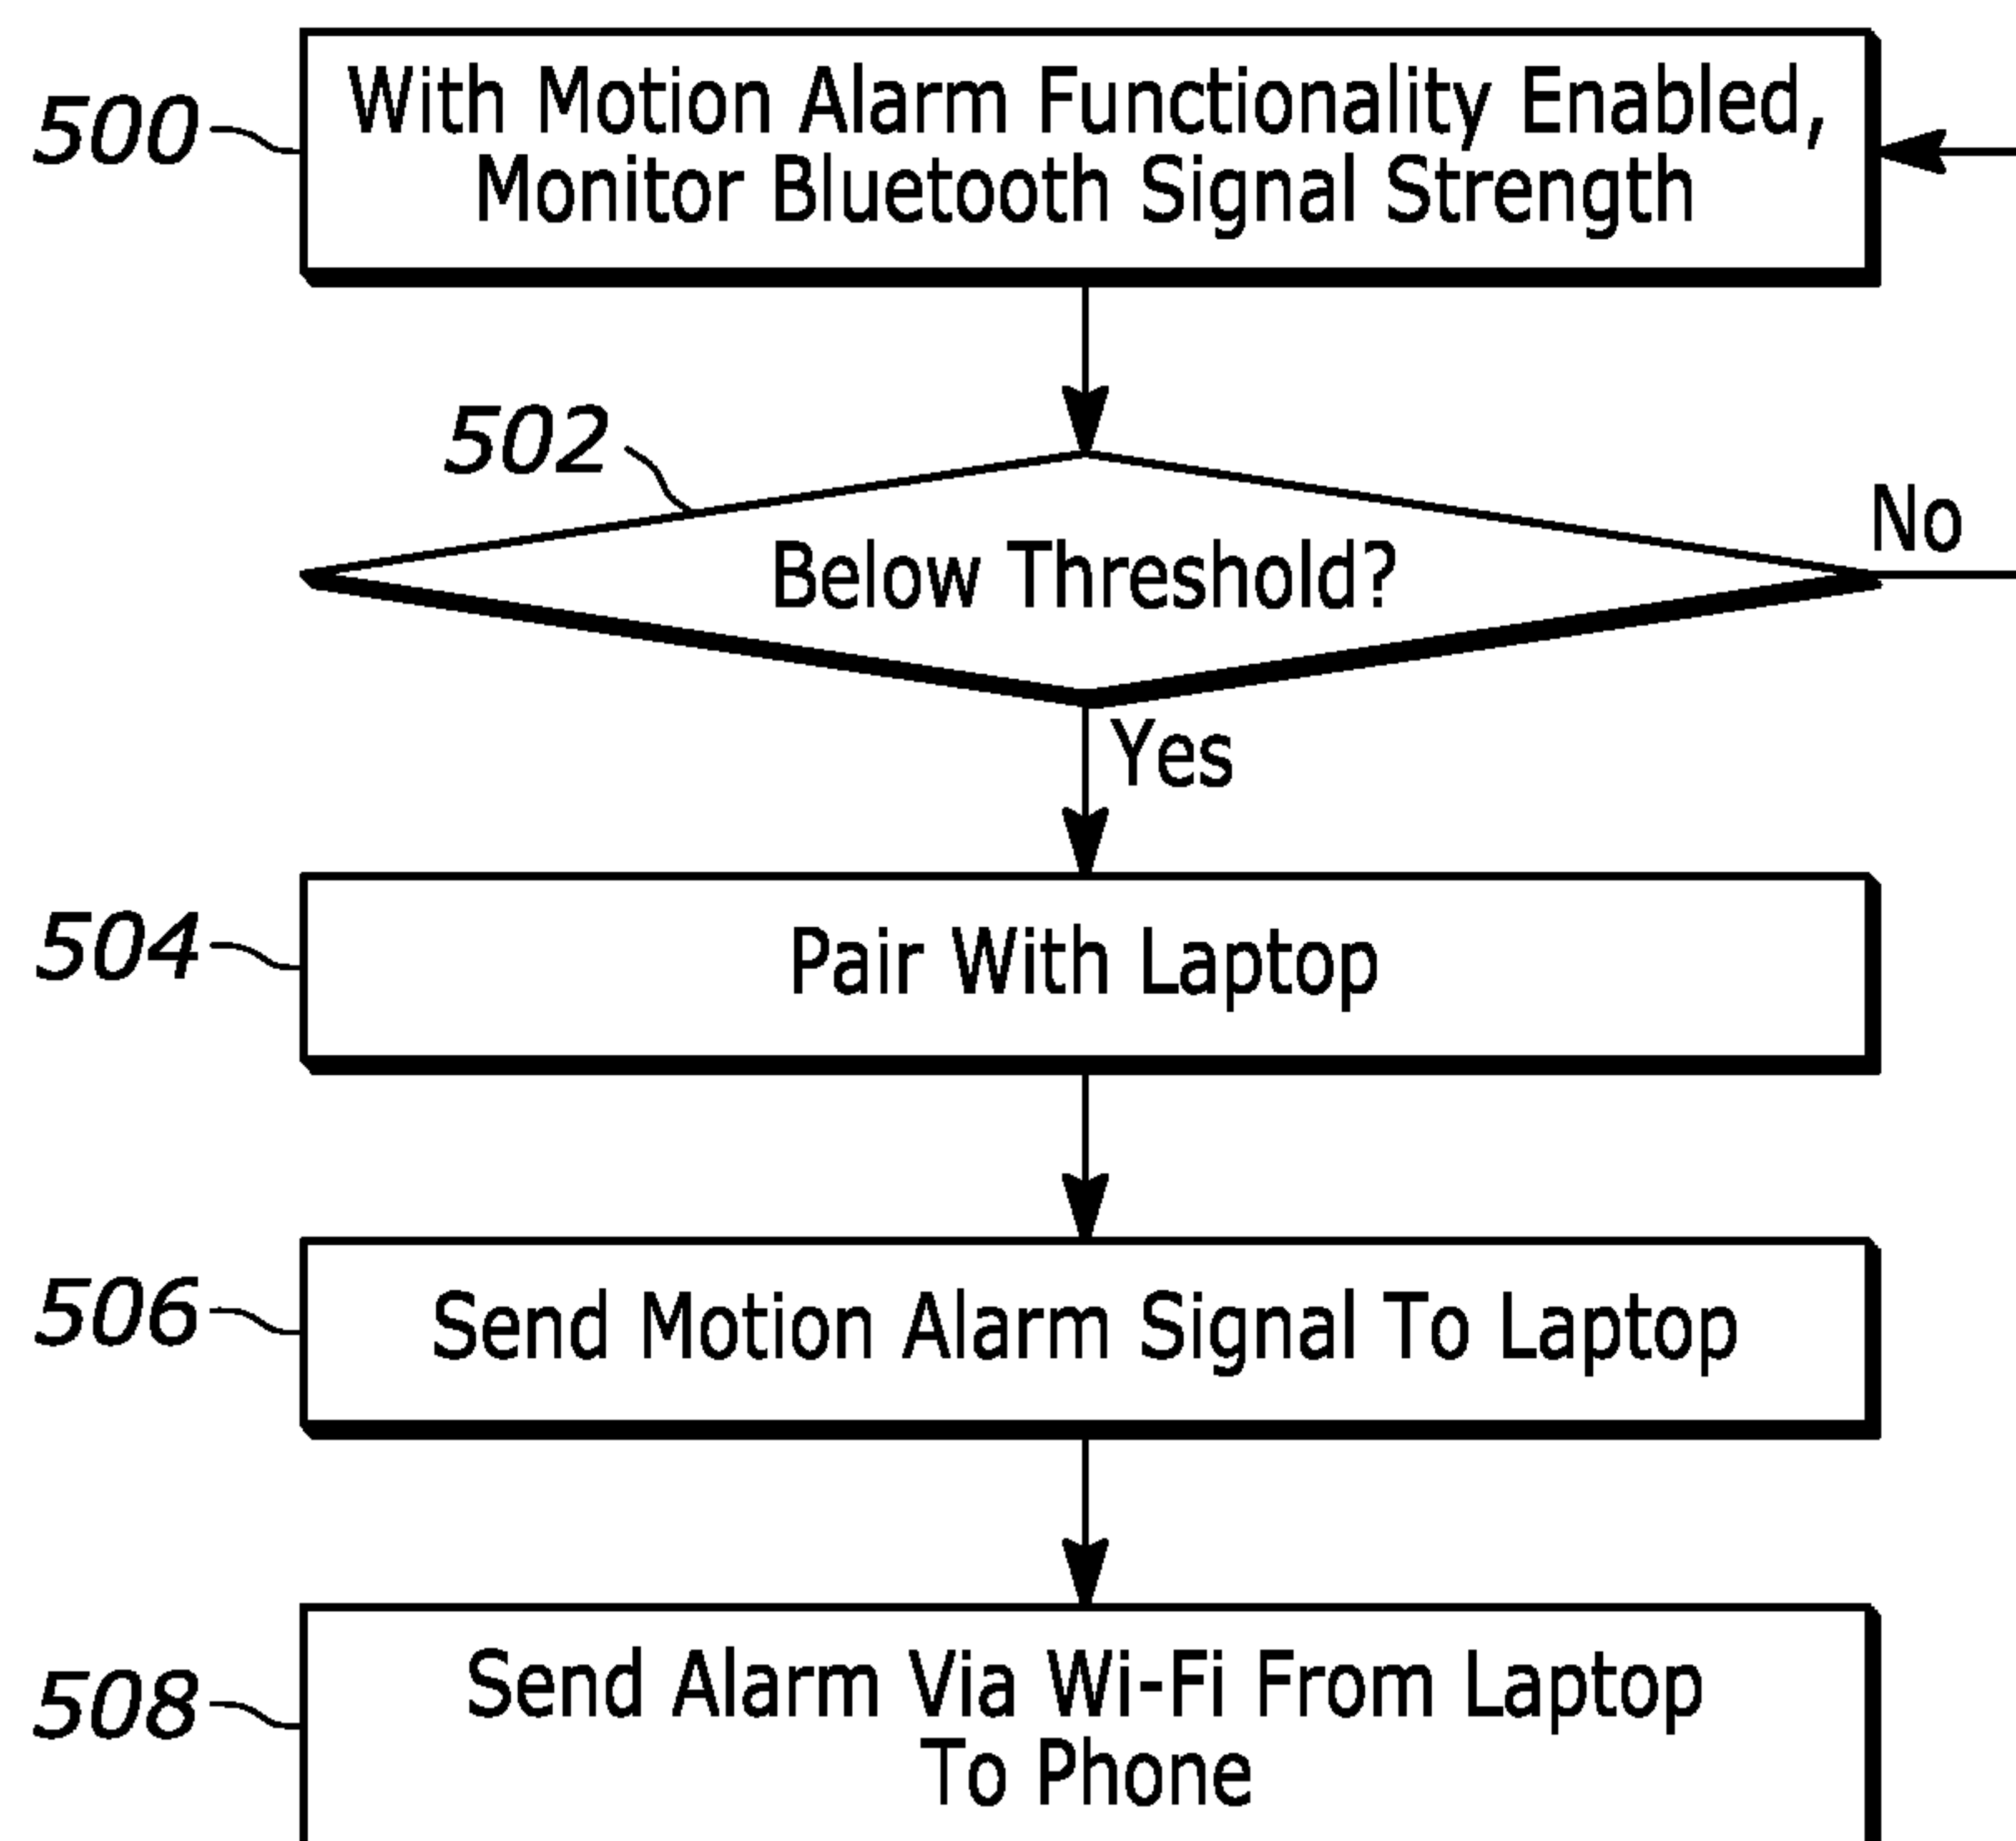 500
With Motion Alarm Functionality Enabled,
Monitor Bluetooth Signal Strength
502
Below Threshold?
No
Yes
504
Pair With Laptop
506
Send Motion Alarm Signal To Laptop
508
Send Alarm Via Wi-Fi From Laptop
To Phone